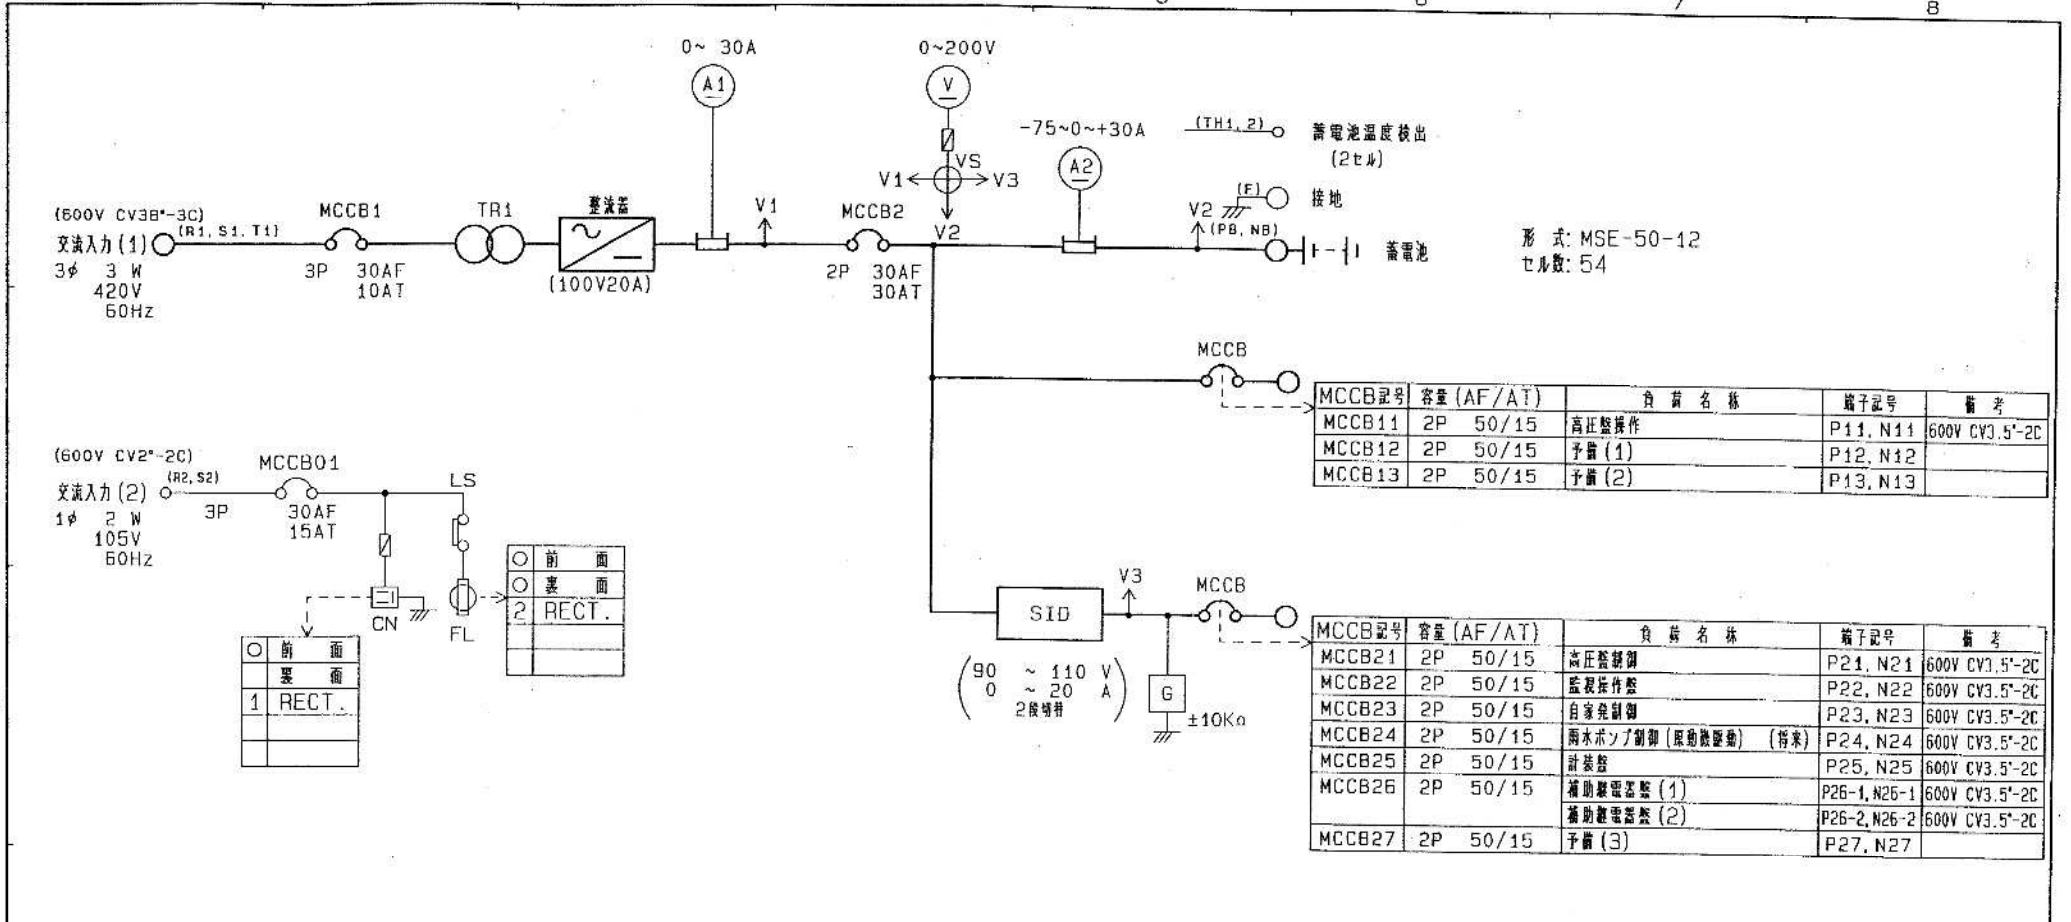 6
7
8
0~ 30A
A1
0~200V
V
VS
V1
V3
V2
-75~0~+30A
A2
(TH1, 2)
蓄電池温度検出
(2セル)
(E)
接地
(600V CV38°-3C)
交流入力 (1)
(R1, S1, T1)
3φ 3 W
420V
60Hz
MCCB1
3P 30AF
10AT
TR1
整流器
(100V20A)
V1
MCCB2
2P 30AF
30AT
V2
(PB, NB)
蓄電池
形 式: MSE-50-12
セル数: 54
MCCB
MCCB記号 容量 (AF/AT) 負 荷 名 称 端子記号 備 考
MCCB11 2P 50/15 高圧盤操作 P11, N11 600V CV3.5°-2C
MCCB12 2P 50/15 予備 (1) P12, N12
MCCB13 2P 50/15 予備 (2) P13, N13
(600V CV2°-2C)
交流入力 (2)
(R2, S2)
1φ 2 W
105V
60Hz
MCCB01
3P 30AF
15AT
LS
CN
FL
○ 前 面
○ 裏 面
2 RECT.
○ 前 面
裏 面
1 RECT.
SID
90 ~ 110 V
0 ~ 20 A
2段切替
V3
MCCB
G
±10KΩ
MCCB記号 容量 (AF/AT) 負 荷 名 称 端子記号 備 考
MCCB21 2P 50/15 高圧盤制御 P21, N21 600V CV3.5°-2C
MCCB22 2P 50/15 監視操作盤 P22, N22 600V CV3.5°-2C
MCCB23 2P 50/15 自家発制御 P23, N23 600V CV3.5°-2C
MCCB24 2P 50/15 雨水ポンプ制御 (原動機駆動) (将来) P24, N24 600V CV3.5°-2C
MCCB25 2P 50/15 計装盤 P25, N25 600V CV3.5°-2C
MCCB26 2P 50/15 補助継電器盤 (1) P26-1, N26-1 600V CV3.5°-2C
補助継電器盤 (2) P26-2, N26-2 600V CV3.5°-2C
MCCB27 2P 50/15 予備 (3) P27, N27